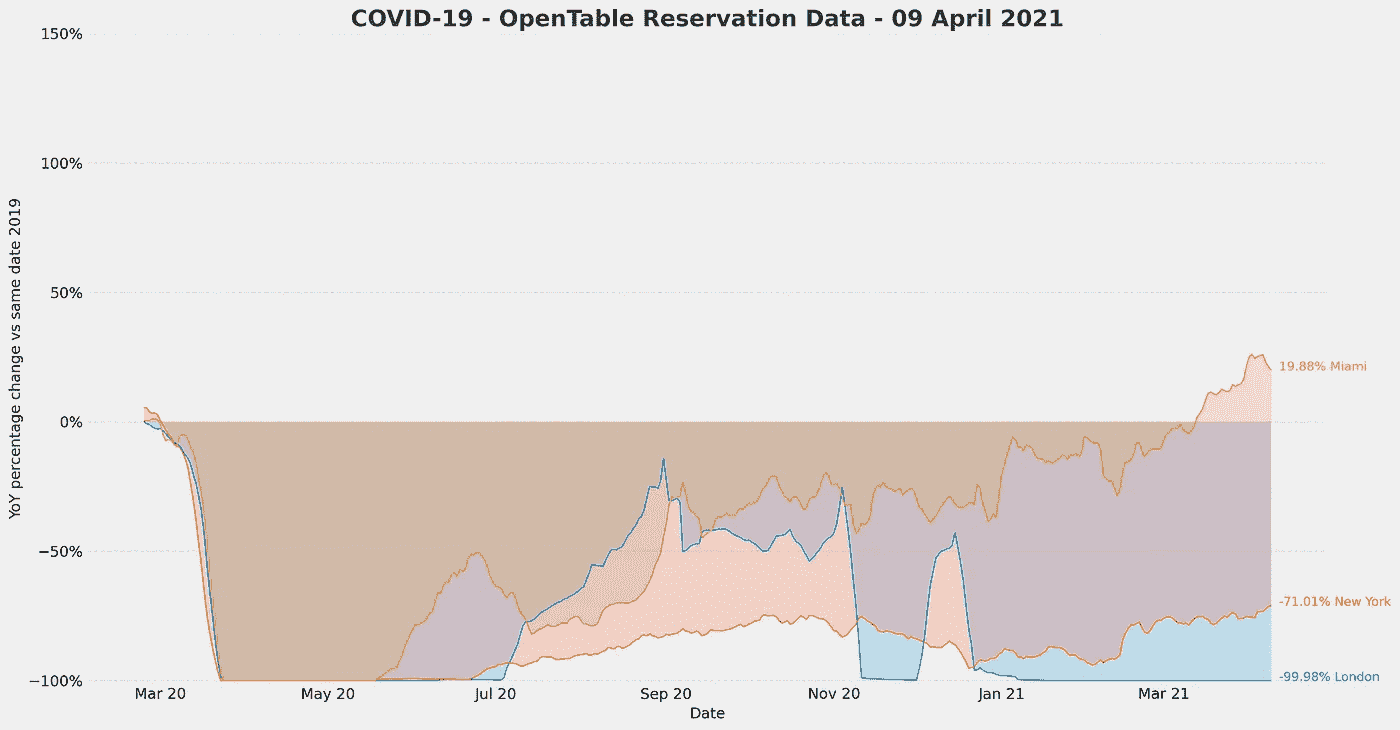 COVID-19 - OpenTable Reservation Data - 09 April 2021
150%
100%
50%
0%
−50%
−100%
YoY percentage change vs same date 2019
19.88% Miami
-71.01% New York
-99.98% London
Mar 20 May 20 Jul 20 Sep 20 Nov 20 Jan 21 Mar 21
Date